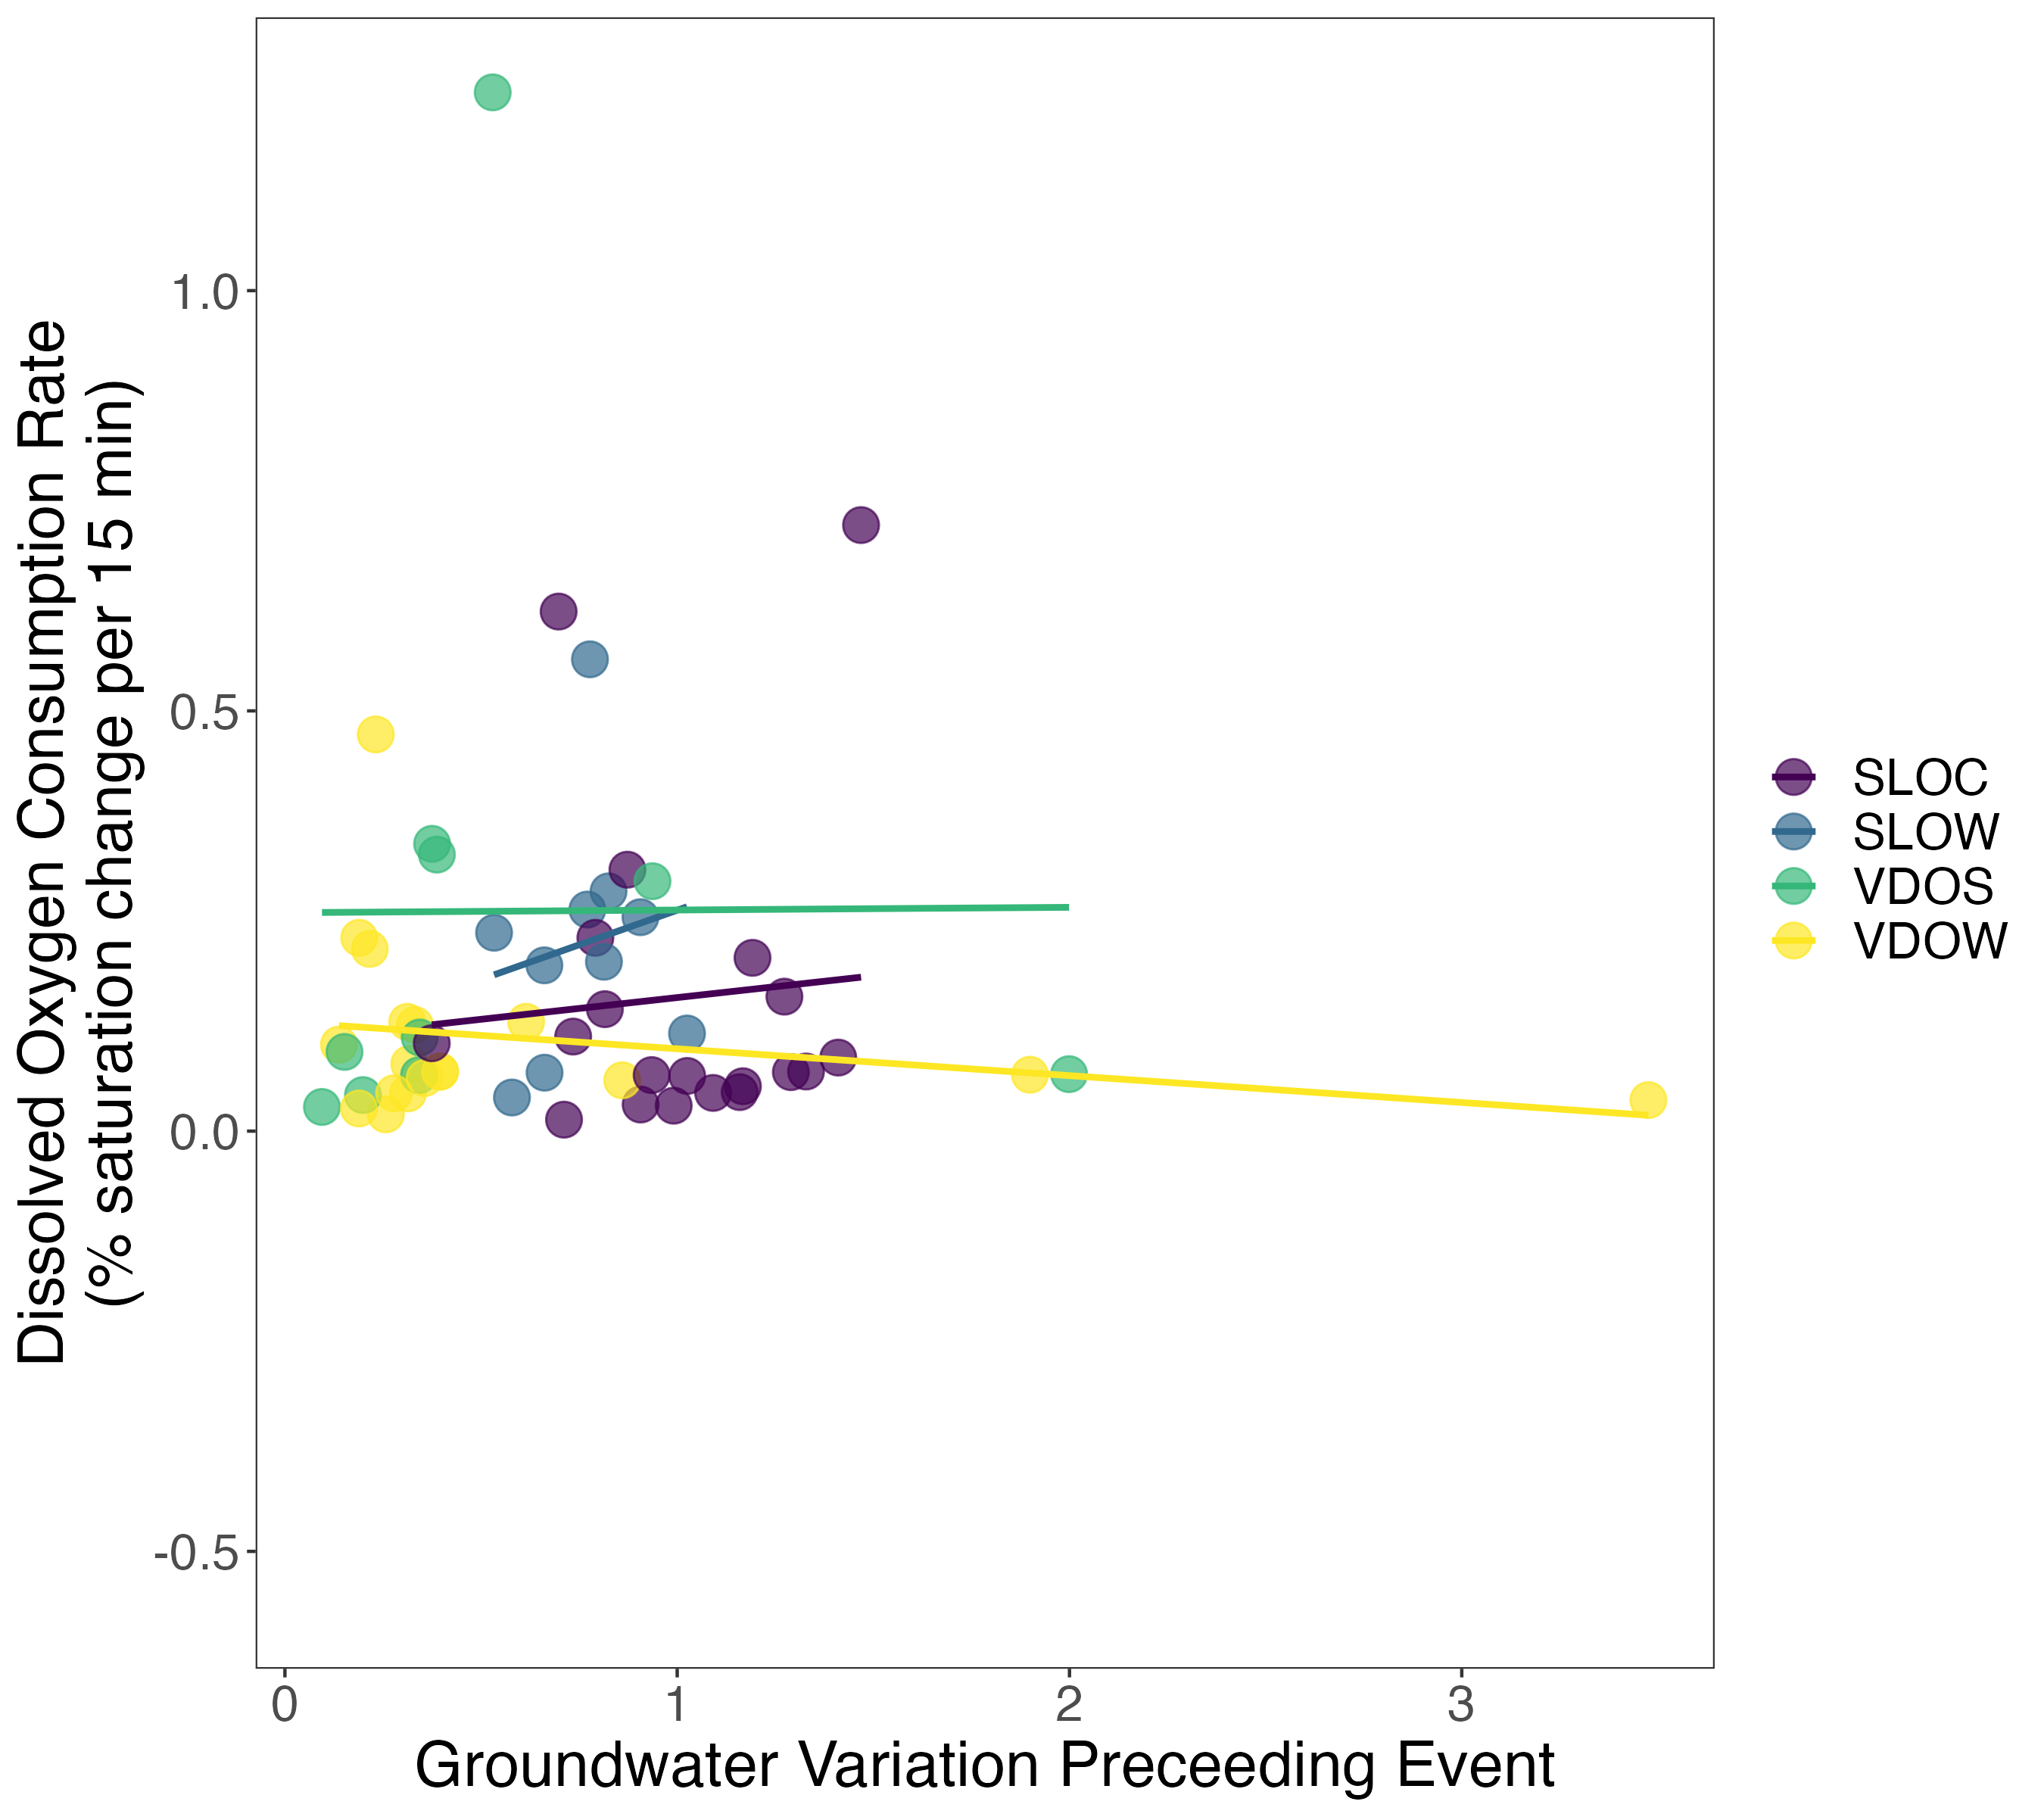 Dissolved Oxygen Consumption Rate
(% saturation change per 15 min)
1.0
0.5
0.0
-0.5
0
1
2
3
Groundwater Variation Preceeding Event
SLOC
SLOW
VDOS
VDOW